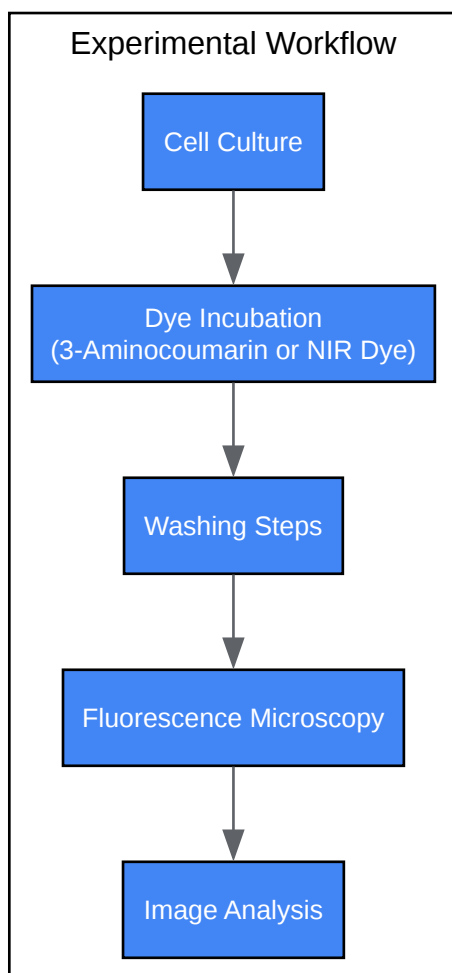 Experimental Workflow
Cell Culture
Dye Incubation
(3-Aminocoumarin or NIR Dye)
Washing Steps
Fluorescence Microscopy
Image Analysis